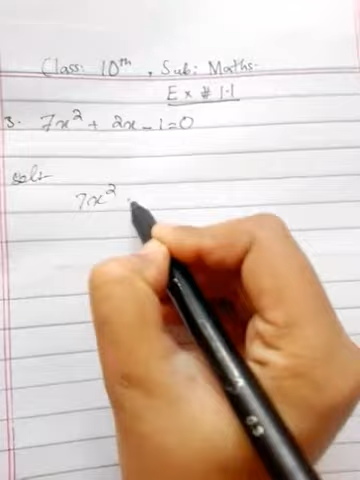 Class: 10th, Sub: Maths.
Ex # 1.1
3. 7x² + 2x - 1 = 0
Sol:-
7x²